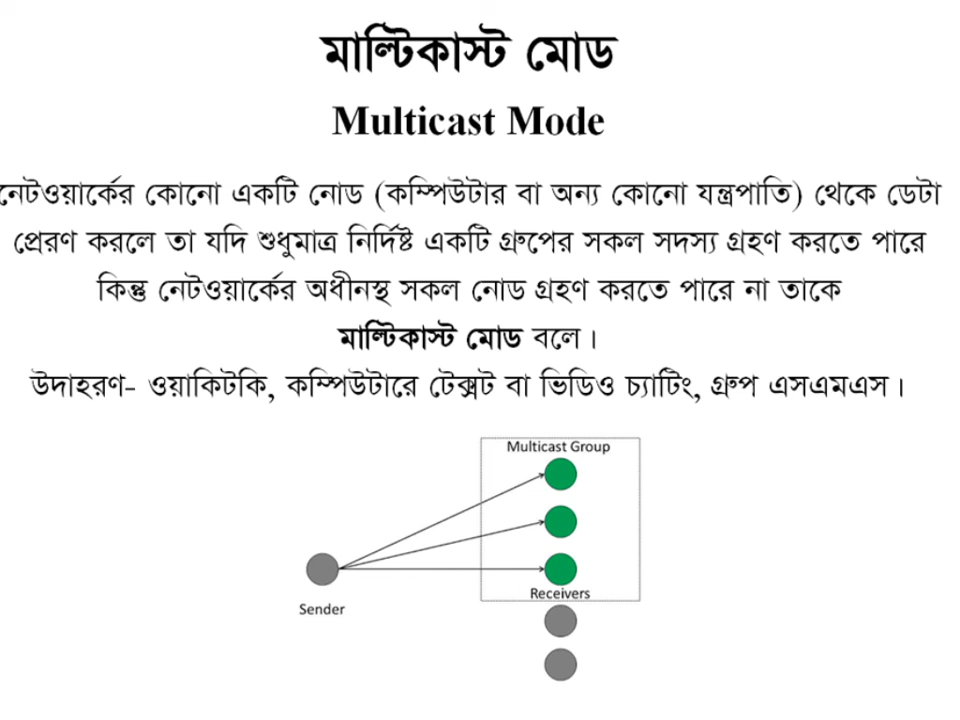 মাল্টিকাস্ট মোড
Multicast Mode
নেটওয়ার্কের কোনো একটি নোড (কম্পিউটার বা অন্য কোনো যন্ত্রপাতি) থেকে ডেটা
প্রেরণ করলে তা যদি শুধুমাত্র নির্দিষ্ট একটি গ্রুপের সকল সদস্য গ্রহণ করতে পারে
কিন্তু নেটওয়ার্কের অধীনস্থ সকল নোড গ্রহণ করতে পারে না তাকে
মাল্টিকাস্ট মোড বলে।
উদাহরণ- ওয়াকিটকি, কম্পিউটারে টেক্সট বা ভিডিও চ্যাটিং, গ্রুপ এসএমএস।
Multicast Group
Receivers
Sender